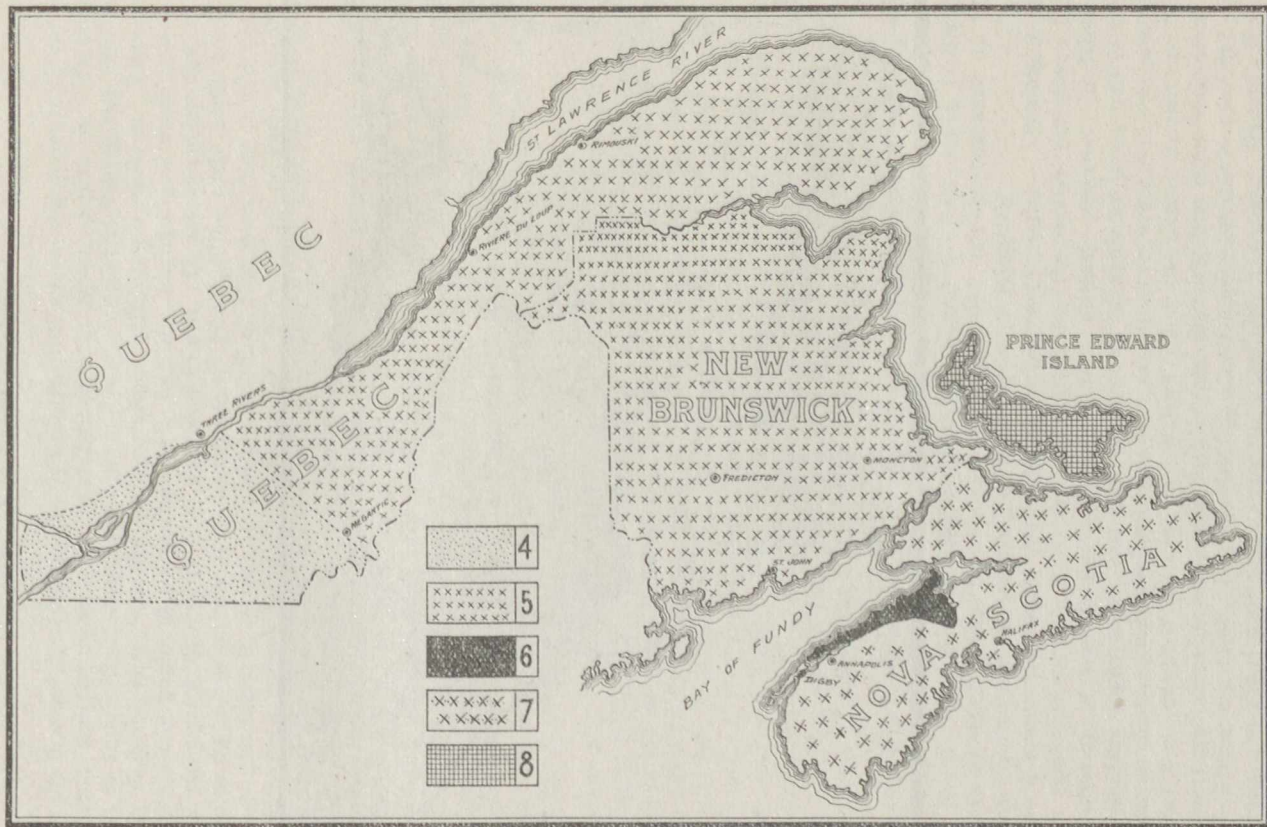 ST LAWRENCE RIVER
RIMOUSKI
RIVIERE DU LOUP
QUEBEC
THREE RIVERS
QUEBEC
MEGANTIC
NEW
BRUNSWICK
MONCTON
FREDICTON
ST JOHN
PRINCE EDWARD
ISLAND
BAY OF FUNDY
NOVA SCOTIA
HALIFAX
ANNAPOLIS
DIGBY
4
5
6
7
8